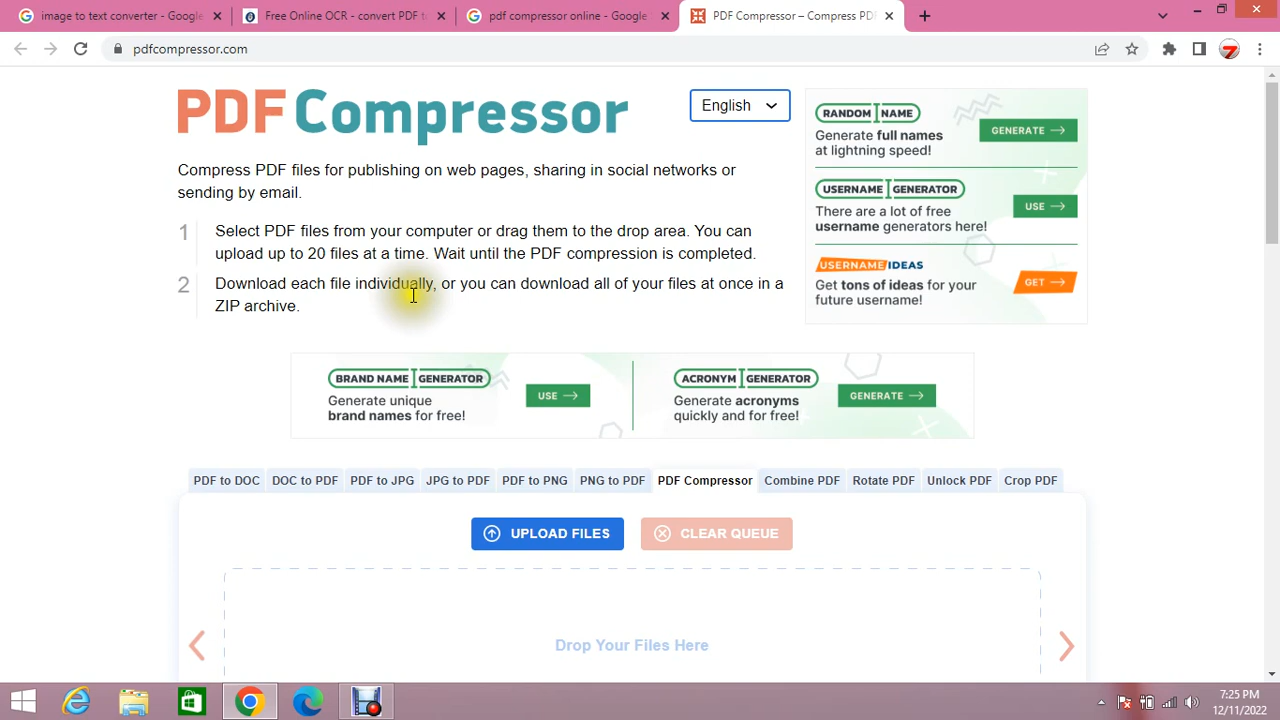 image to text converter - Google
Free Online OCR - convert PDF to
pdf compressor online - Google
PDF Compressor – Compress PDF
pdfcompressor.com
PDF Compressor
English
Compress PDF files for publishing on web pages, sharing in social networks or
sending by email.
1 Select PDF files from your computer or drag them to the drop area. You can
upload up to 20 files at a time. Wait until the PDF compression is completed.
2 Download each file individually, or you can download all of your files at once in a
ZIP archive.
RANDOM NAME
Generate full names
at lightning speed!
GENERATE
USERNAME GENERATOR
There are a lot of free
username generators here!
USE
USERNAME IDEAS
Get tons of ideas for your
future username!
GET
BRAND NAME GENERATOR
Generate unique
brand names for free!
USE
ACRONYM GENERATOR
Generate acronyms
quickly and for free!
GENERATE
PDF to DOC DOC to PDF PDF to JPG JPG to PDF PDF to PNG PNG to PDF PDF Compressor Combine PDF Rotate PDF Unlock PDF Crop PDF
UPLOAD FILES CLEAR QUEUE
Drop Your Files Here
7:25 PM
12/11/2022